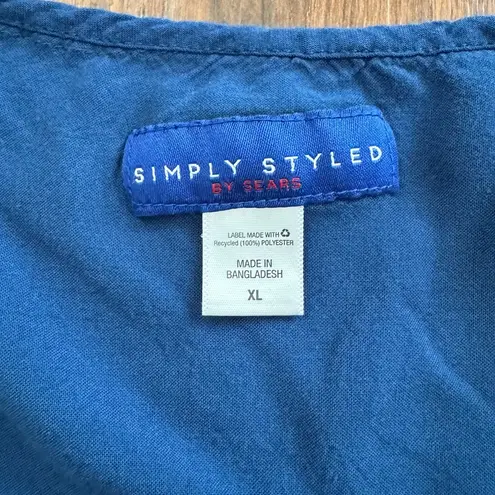 SIMPLY STYLED
BY SEARS
LABEL MADE WITH
Recycled (100%) POLYESTER
MADE IN
BANGLADESH
XL